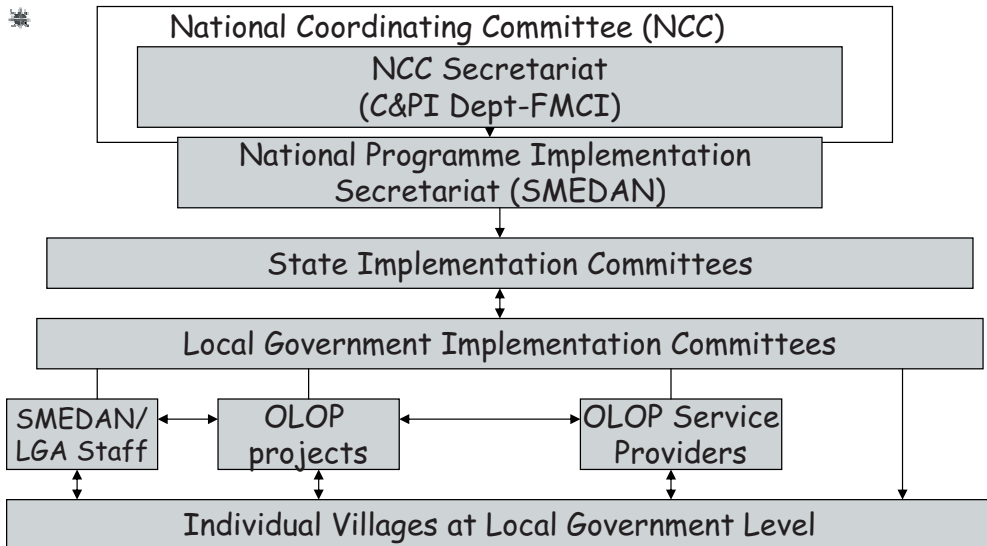 National Coordinating Committee (NCC)
NCC Secretariat
(C&PI Dept-FMCI)
National Programme Implementation
Secretariat (SMEDAN)
State Implementation Committees
Local Government Implementation Committees
SMEDAN/
LGA Staff
OLOP
projects
OLOP Service
Providers
Individual Villages at Local Government Level